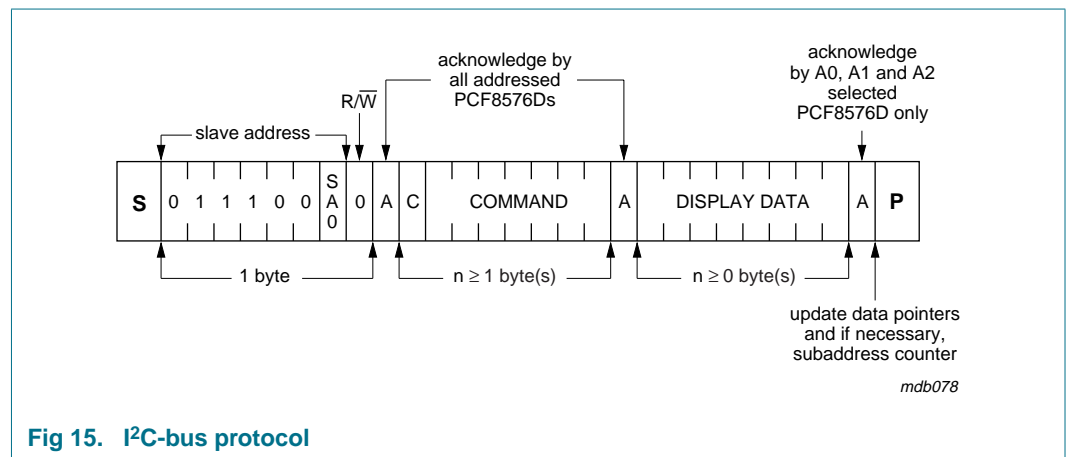 acknowledge by
all addressed
PCF8576Ds
acknowledge
by A0, A1 and A2
selected
PCF8576D only
R/W̅
slave address
S 0 1 1 1 0 0 SA0 0 A C COMMAND A DISPLAY DATA A P
1 byte
n ≥ 1 byte(s)
n ≥ 0 byte(s)
update data pointers
and if necessary,
subaddress counter
mdb078
Fig 15. I²C-bus protocol